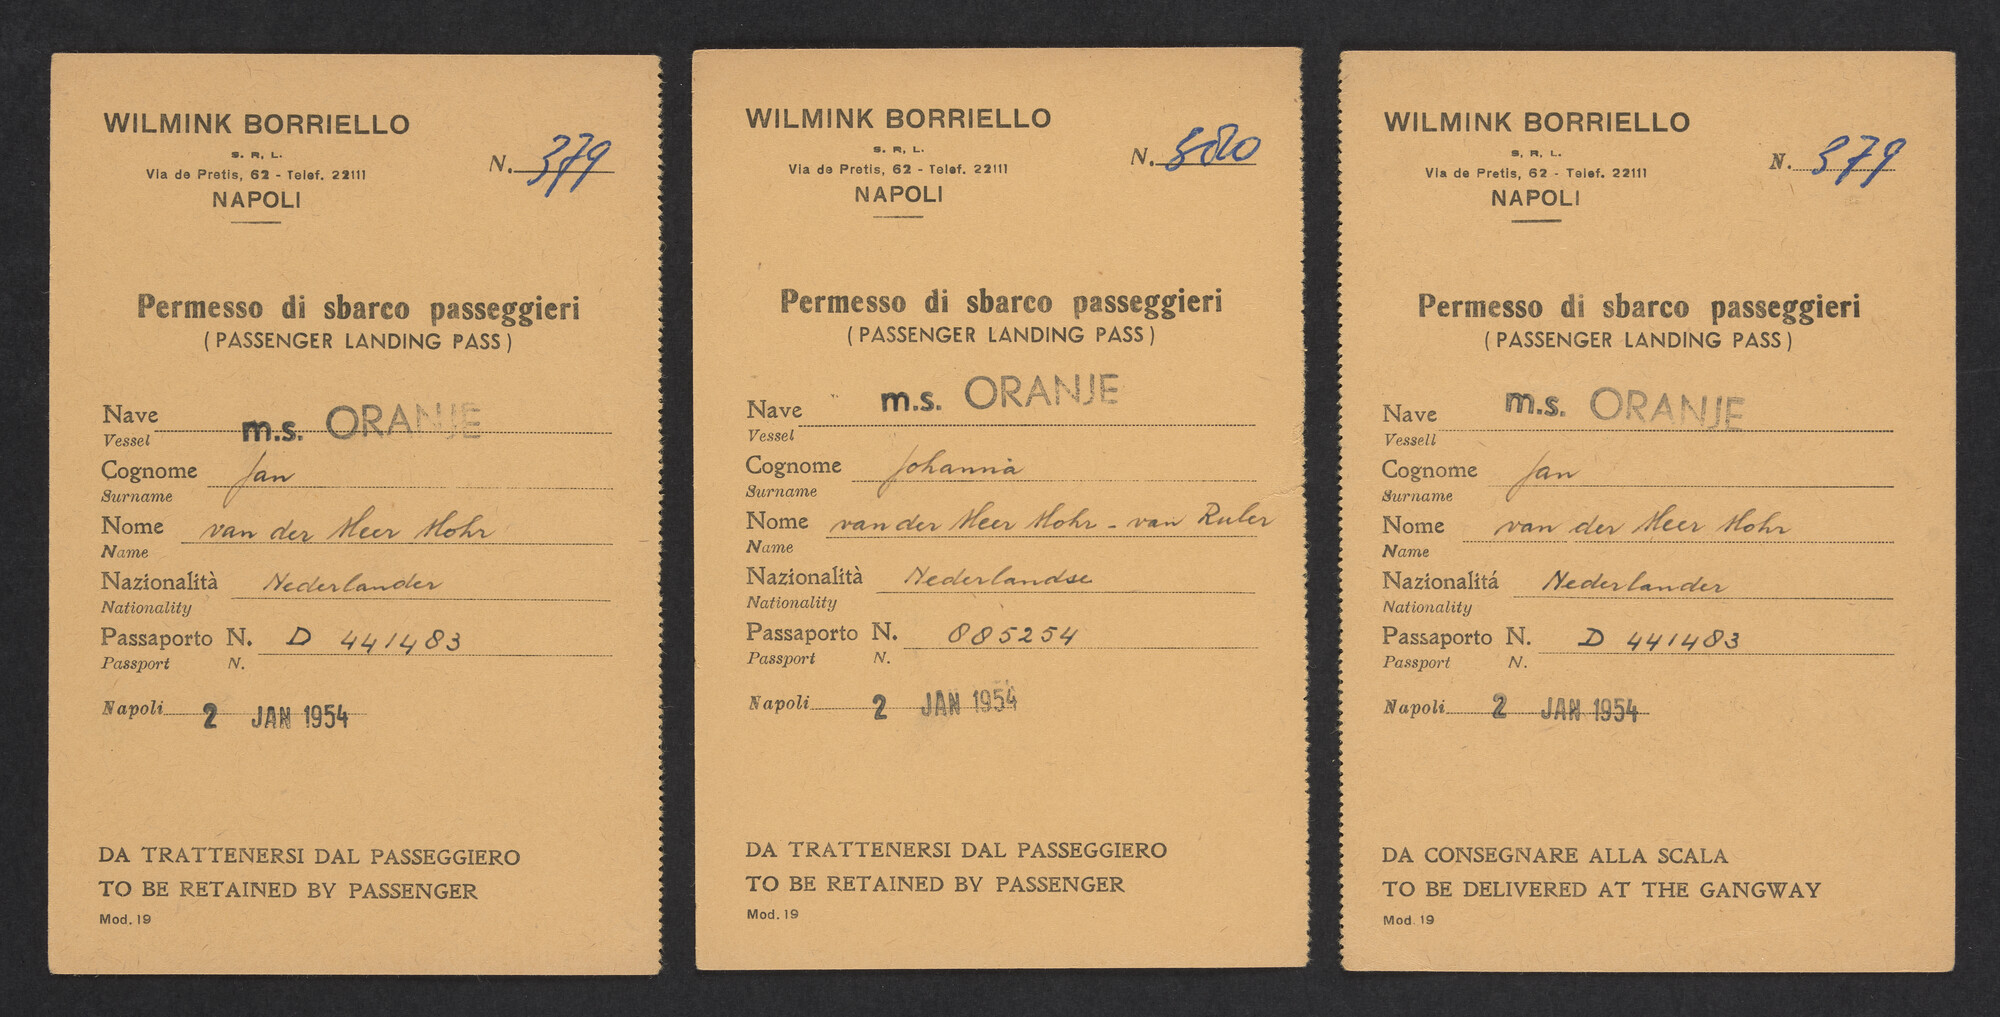 WILMINK BORRIELLO
S. R. L.
Via de Pretis, 62 - Telef. 22111
NAPOLI
N. 379
Permesso di sbarco passeggieri
(PASSENGER LANDING PASS)
Nave m.s. ORANJE
Vessel
Cognome Jan
Surname
Nome van der Meer Mohr
Name
Nazionalità Nederlander
Nationality
Passaporto N. D 441483
Passport N.
Napoli 2 JAN 1954
DA TRATTENERSI DAL PASSEGGIERO
TO BE RETAINED BY PASSENGER
Mod. 19
WILMINK BORRIELLO
S. R. L.
Via de Pretis, 62 - Telef. 22111
NAPOLI
N. 380
Permesso di sbarco passeggieri
(PASSENGER LANDING PASS)
Nave m.s. ORANJE
Vessel
Cognome Johanna
Surname
Nome van der Meer Mohr - van Ruler
Name
Nazionalità Nederlandse
Nationality
Passaporto N. 885254
Passport N.
Napoli 2 JAN 1954
DA TRATTENERSI DAL PASSEGGIERO
TO BE RETAINED BY PASSENGER
Mod. 19
WILMINK BORRIELLO
S. R. L.
Via de Pretis, 62 - Telef. 22111
NAPOLI
N. 379
Permesso di sbarco passeggieri
(PASSENGER LANDING PASS)
Nave m.s. ORANJE
Vessell
Cognome Jan
Surname
Nome van der Meer Mohr
Name
Nazionalitá Nederlander
Nationality
Passaporto N. D 441483
Passport N.
Napoli 2 JAN 1954
DA CONSEGNARE ALLA SCALA
TO BE DELIVERED AT THE GANGWAY
Mod. 19